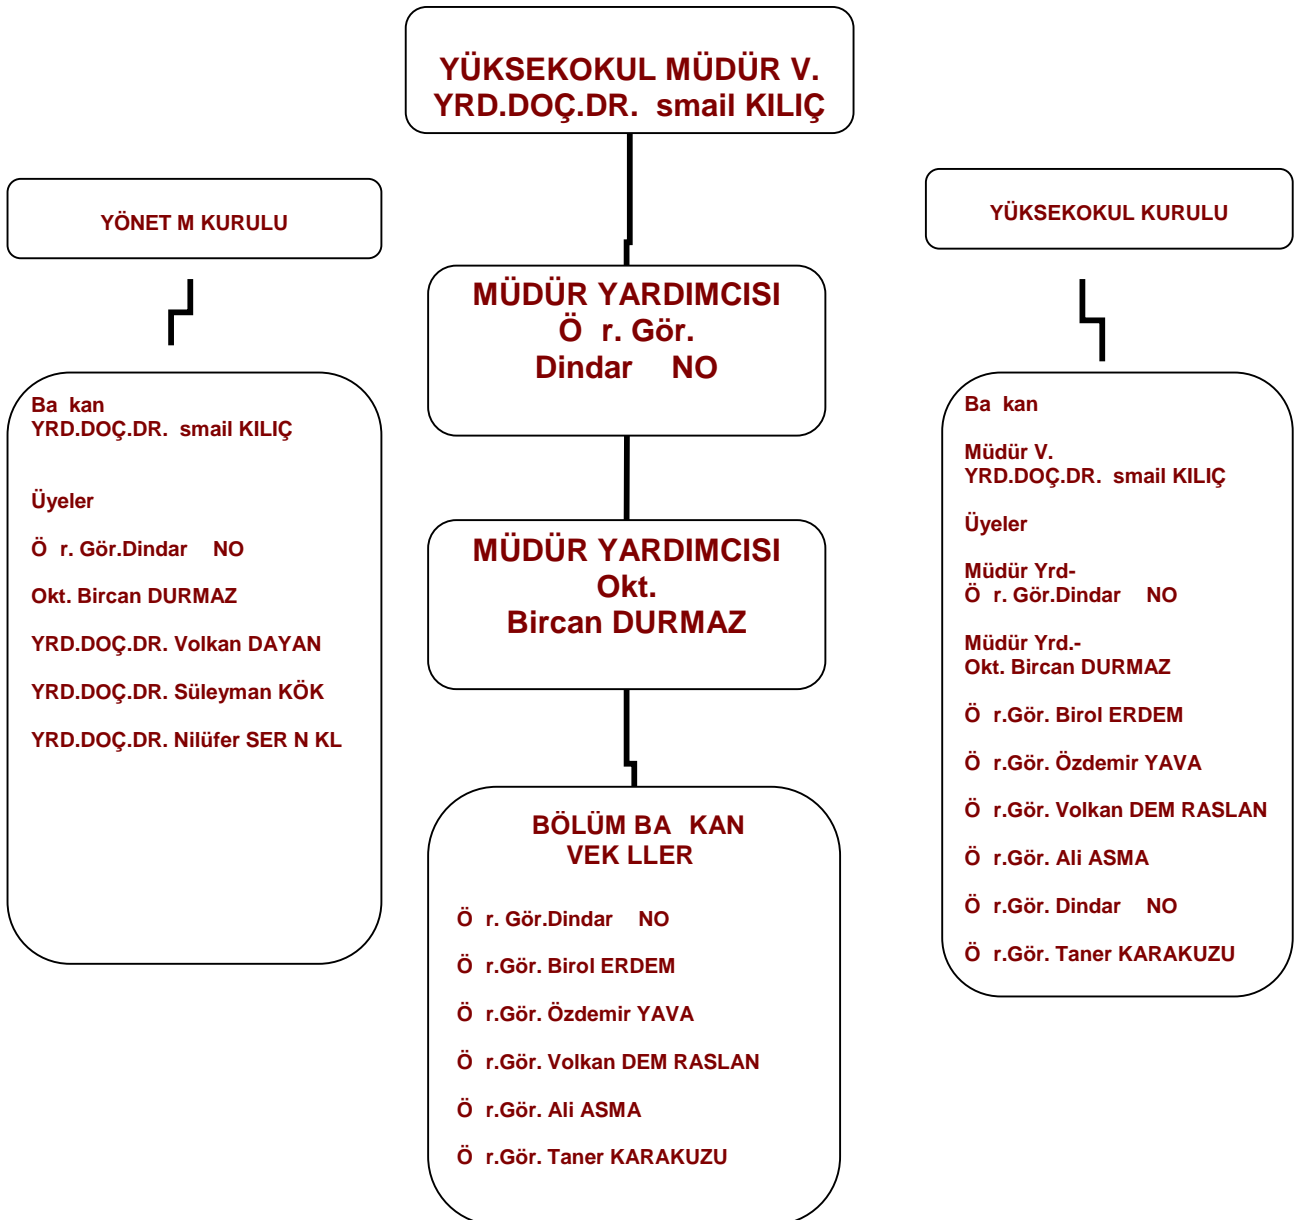 YÜKSEKOKUL MÜDÜR V.
YRD.DOÇ.DR. smail KILIÇ
YÖNET M KURULU
YÜKSEKOKUL KURULU
MÜDÜR YARDIMCISI
Ö r. Gör.
Dindar NO
MÜDÜR YARDIMCISI
Okt.
Bircan DURMAZ
Ba kan
YRD.DOÇ.DR. smail KILIÇ
Üyeler
Ö r. Gör.Dindar NO
Okt. Bircan DURMAZ
YRD.DOÇ.DR. Volkan DAYAN
YRD.DOÇ.DR. Süleyman KÖK
YRD.DOÇ.DR. Nilüfer SER N KL
BÖLÜM BA KAN
VEK LLER
Ö r. Gör.Dindar NO
Ö r.Gör. Birol ERDEM
Ö r.Gör. Özdemir YAVA
Ö r.Gör. Volkan DEM RASLAN
Ö r.Gör. Ali ASMA
Ö r.Gör. Taner KARAKUZU
Ba kan
Müdür V.
YRD.DOÇ.DR. smail KILIÇ
Üyeler
Müdür Yrd-
Ö r. Gör.Dindar NO
Müdür Yrd.-
Okt. Bircan DURMAZ
Ö r.Gör. Birol ERDEM
Ö r.Gör. Özdemir YAVA
Ö r.Gör. Volkan DEM RASLAN
Ö r.Gör. Ali ASMA
Ö r.Gör. Dindar NO
Ö r.Gör. Taner KARAKUZU